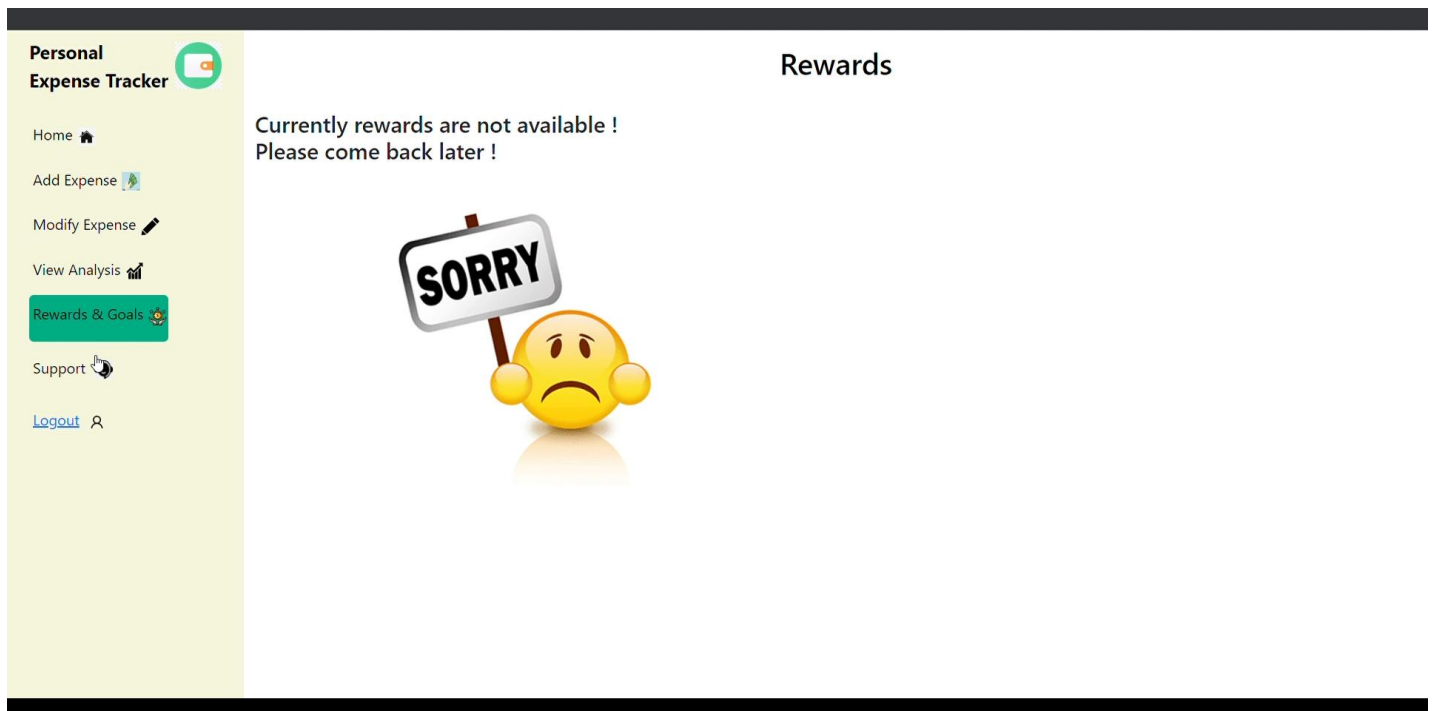 Personal
Expense Tracker
Home
Add Expense
Modify Expense
View Analysis
Rewards & Goals
Support
Logout
Rewards
Currently rewards are not available !
Please come back later !
SORRY